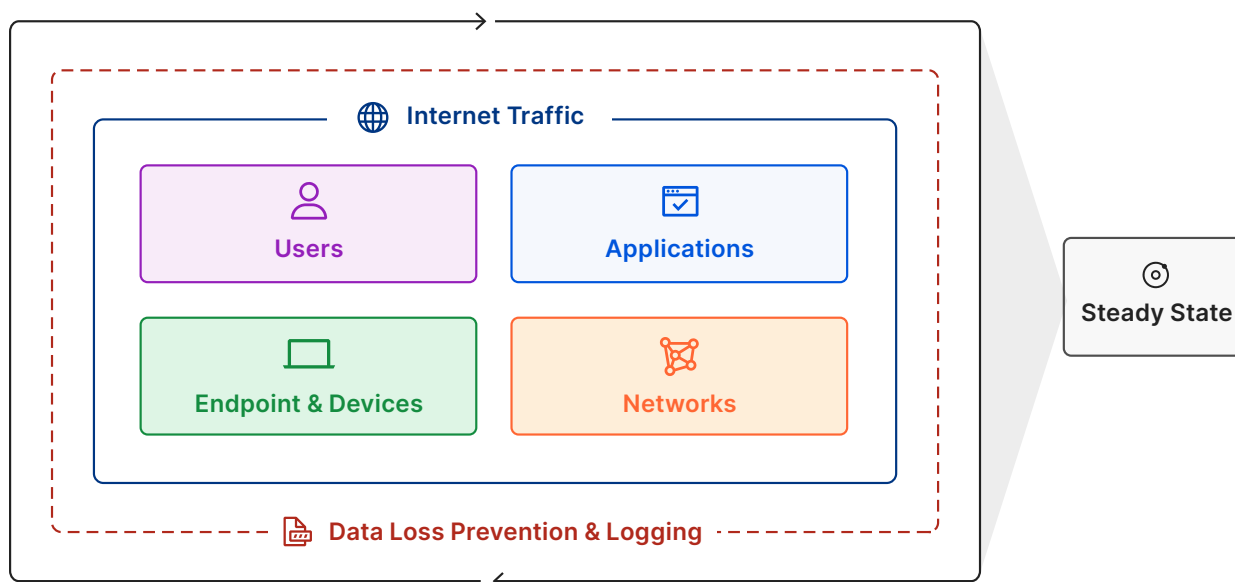 Internet Traffic
Users
Applications
Endpoint & Devices
Networks
Data Loss Prevention & Logging
Steady State